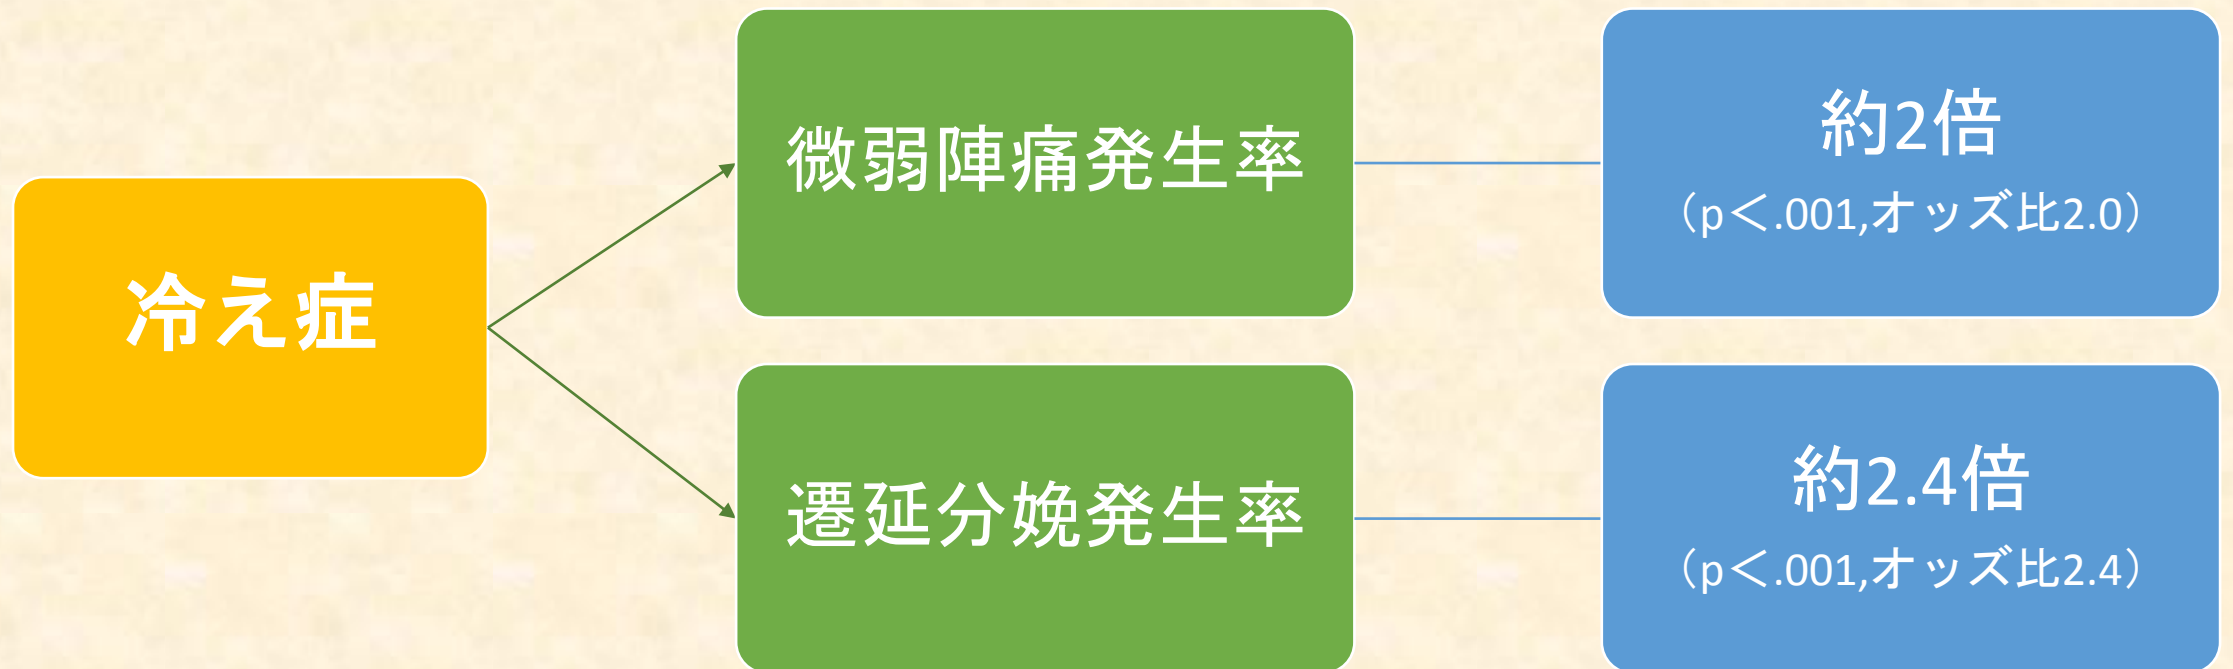 冷え症
微弱陣痛発生率
約2倍
（p＜.001,オッズ比2.0）
遷延分娩発生率
約2.4倍
（p＜.001,オッズ比2.4）